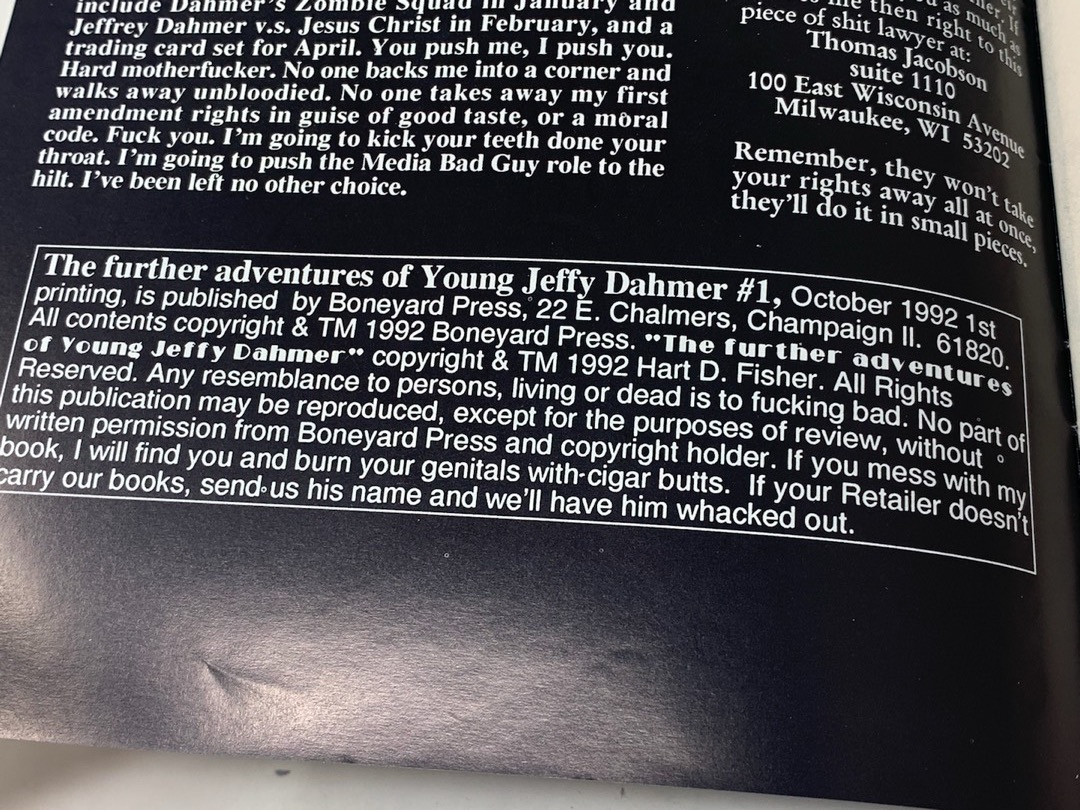 include Dahmer's Zombie Squad in January and
Jeffrey Dahmer v.s. Jesus Christ in February, and a
trading card set for April. You push me, I push you.
Hard motherfucker. No one backs me into a corner and
walks away unbloodied. No one takes away my first
amendment rights in guise of good taste, or a moral
code. Fuck you. I'm going to kick your teeth done your
throat. I'm going to push the Media Bad Guy role to the
hilt. I've been left no other choice.
as much as
me then right to this
piece of shit lawyer at:
Thomas Jacobson
suite 1110
100 East Wisconsin Avenue
Milwaukee, WI 53202
Remember, they won't take
your rights away all at once,
they'll do it in small pieces.
The further adventures of Young Jeffy Dahmer #1, October 1992 1st
printing, is published by Boneyard Press, 22 E. Chalmers, Champaign Il. 61820.
All contents copyright & TM 1992 Boneyard Press. "The further adventures
of Young Jeffy Dahmer" copyright & TM 1992 Hart D. Fisher. All Rights
Reserved. Any resemblance to persons, living or dead is to fucking bad. No part of
this publication may be reproduced, except for the purposes of review, without
written permission from Boneyard Press and copyright holder. If you mess with my
book, I will find you and burn your genitals with cigar butts. If your Retailer doesn't
carry our books, send us his name and we'll have him whacked out.